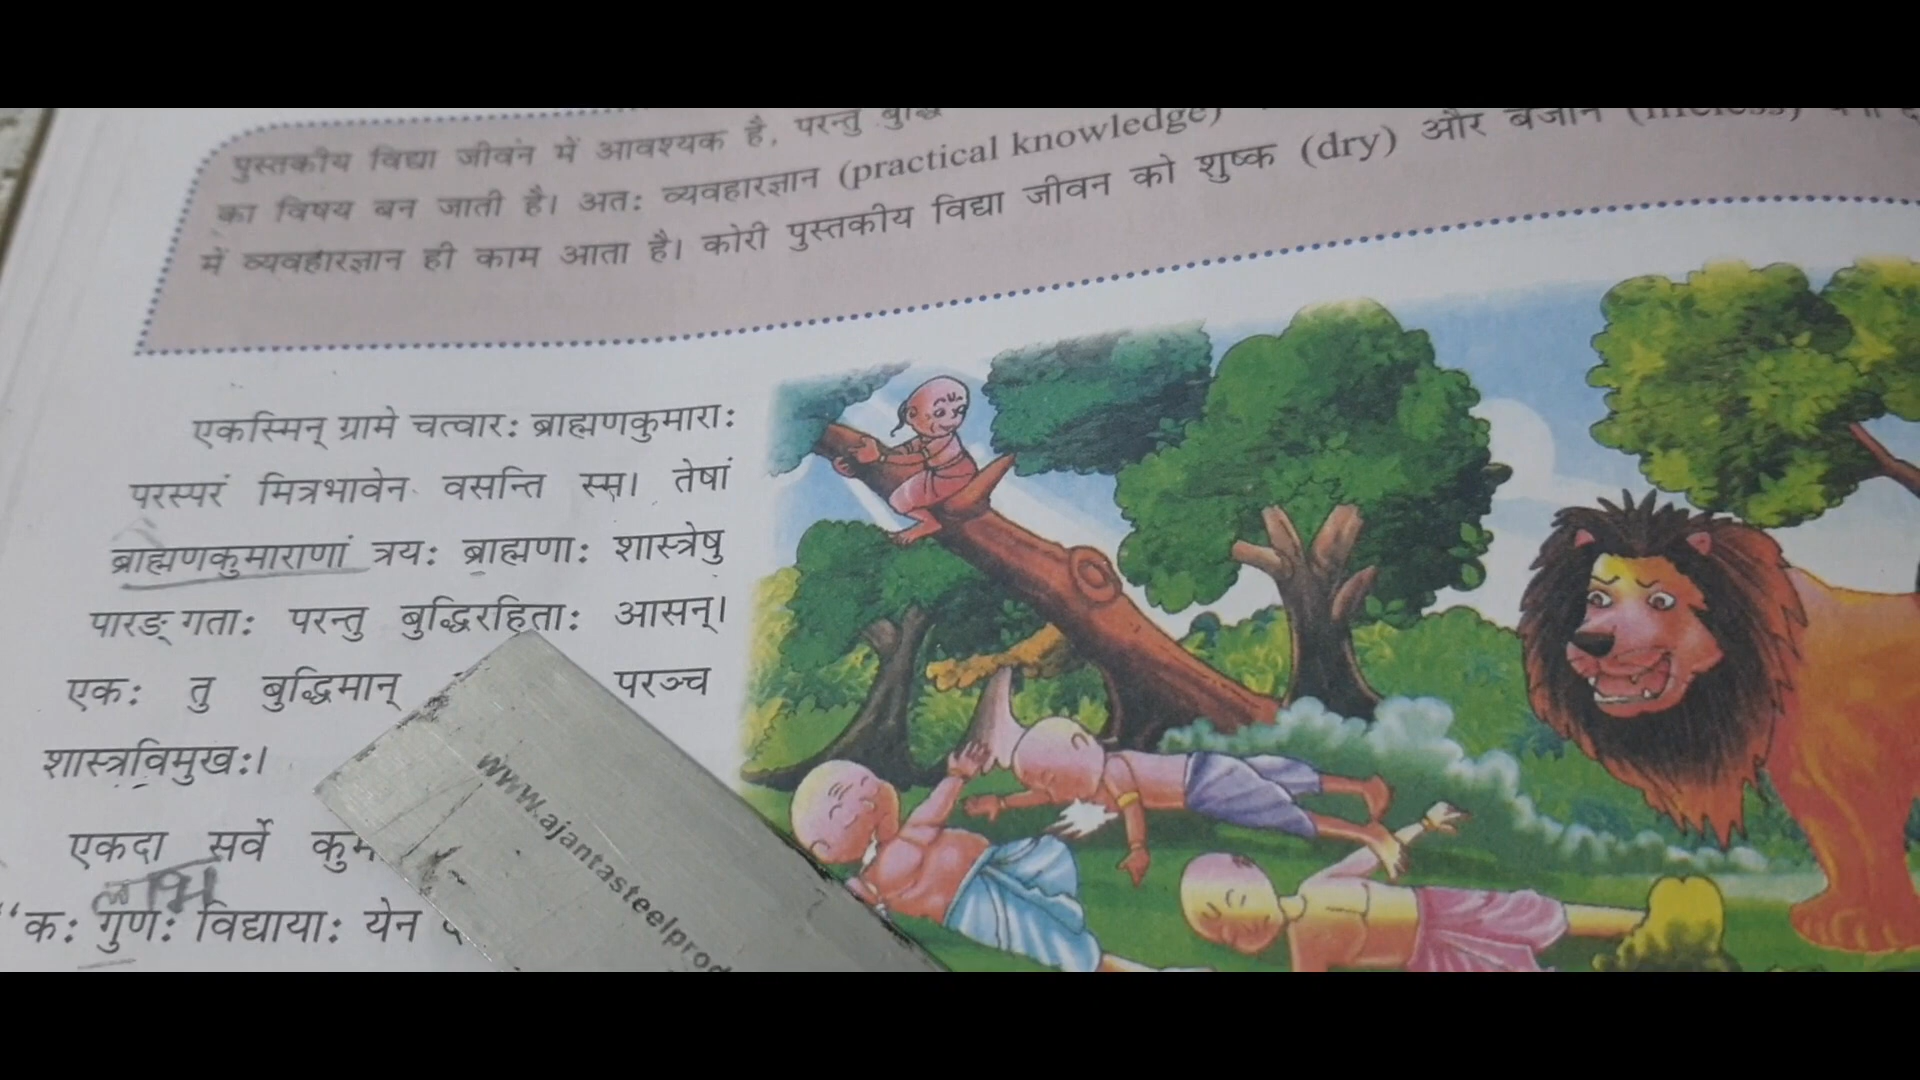 पुस्तकीय विद्या जीवन में आवश्यक है, परन्तु
का विषय बन जाती है। अतः व्यवहारज्ञान (practical knowledge)
में व्यवहारज्ञान ही काम आता है। कोरी पुस्तकीय विद्या जीवन को शुष्क (dry) और
एकस्मिन् ग्रामे चत्वारः ब्राह्मणकुमाराः
परस्परं मित्रभावेन वसन्ति स्म। तेषां
ब्राह्मणकुमाराणां त्रयः ब्राह्मणाः शास्त्रेषु
पारङ्गताः परन्तु बुद्धिरहिताः आसन्।
एकः तु बुद्धिमान् परञ्च
शास्त्रविमुखः।
एकदा सर्वे
लाभ
“कः गुणः विद्यायाः येन
www.ajantasteelprod